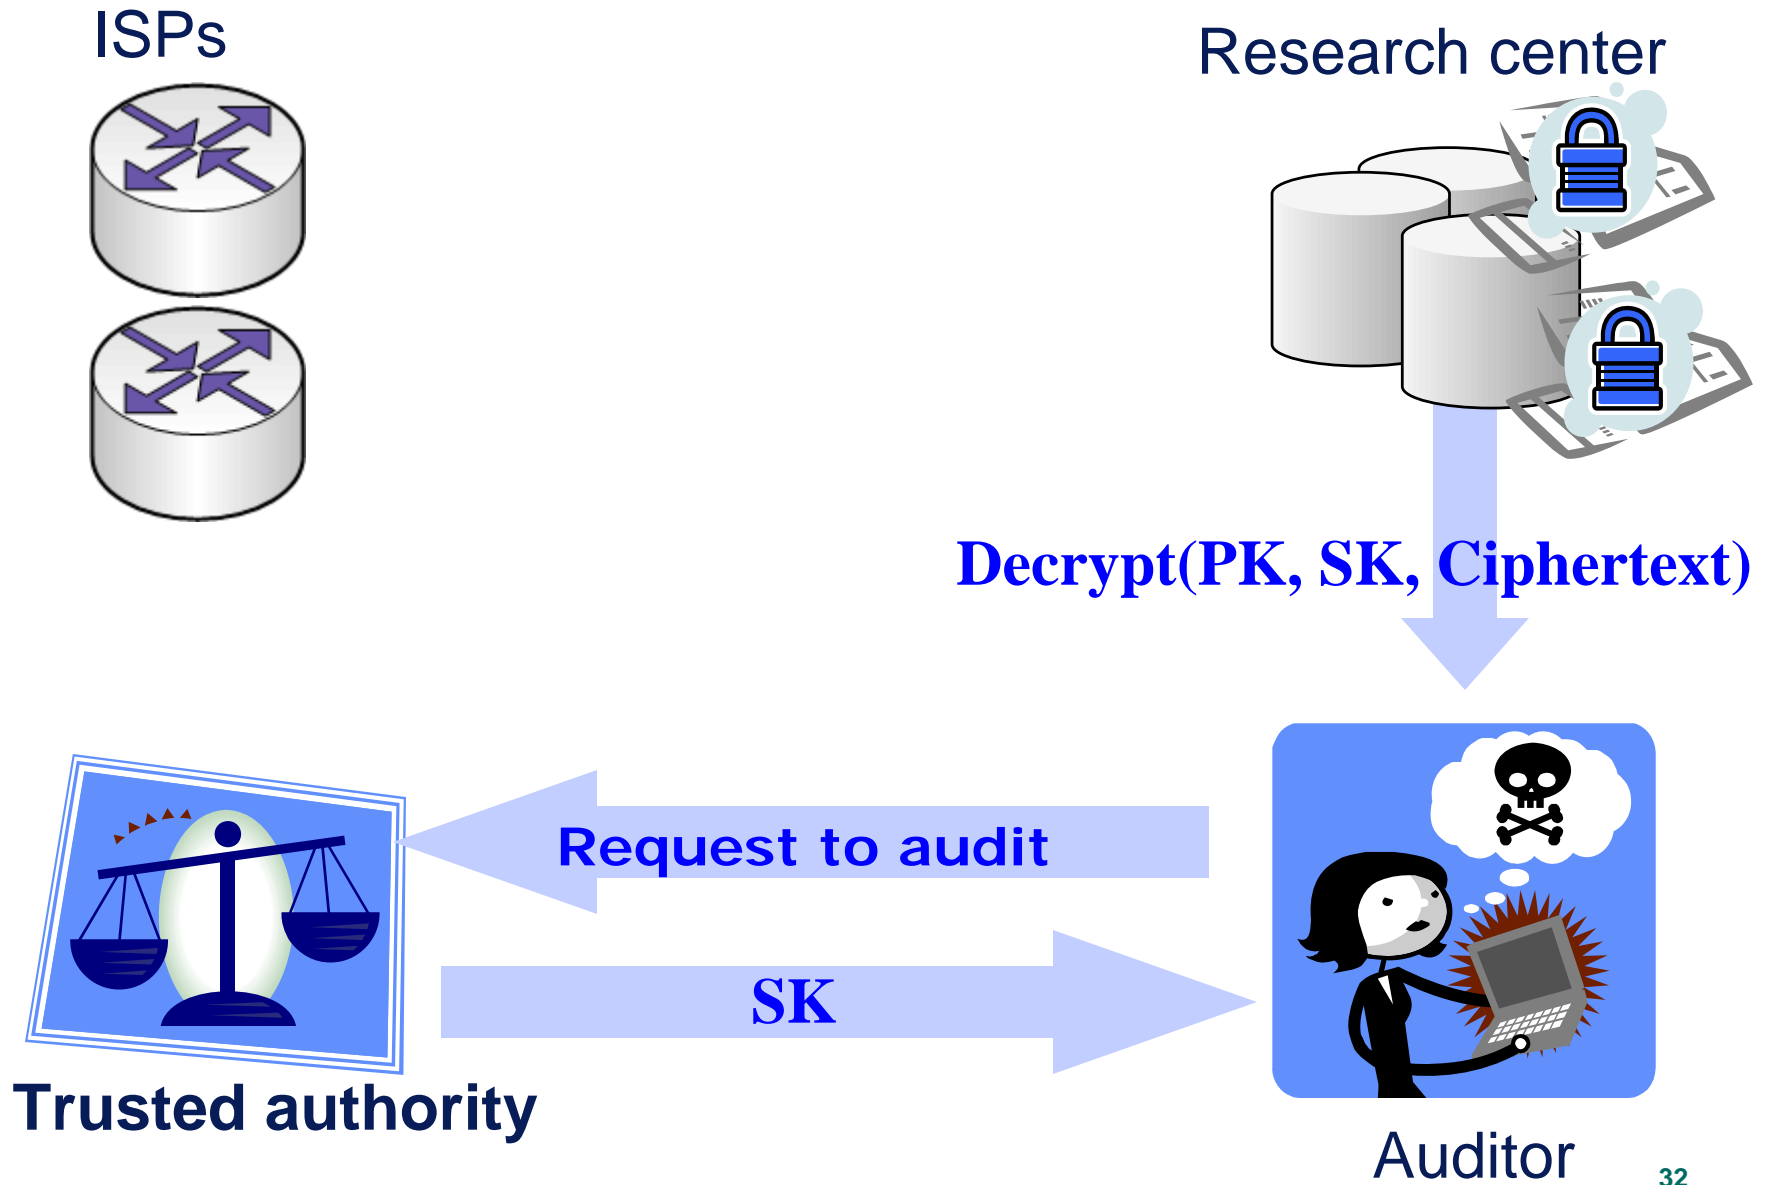 ISPs
Research center
Decrypt(PK, SK, Ciphertext)
Request to audit
SK
Trusted authority
Auditor
32